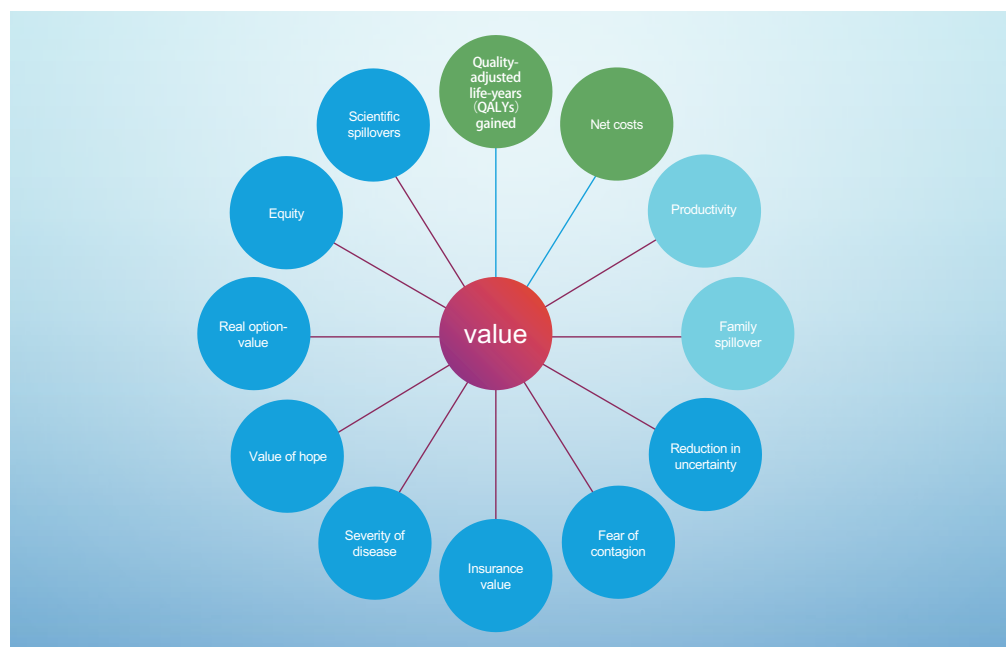 Quality-
adjusted
life-years
（QALYs）
gained
Net costs
Productivity
Family
spillover
Reduction in
uncertainty
Fear of
contagion
Insurance
value
Severity of
disease
Value of hope
Real option-
value
Equity
Scientific
spillovers
value